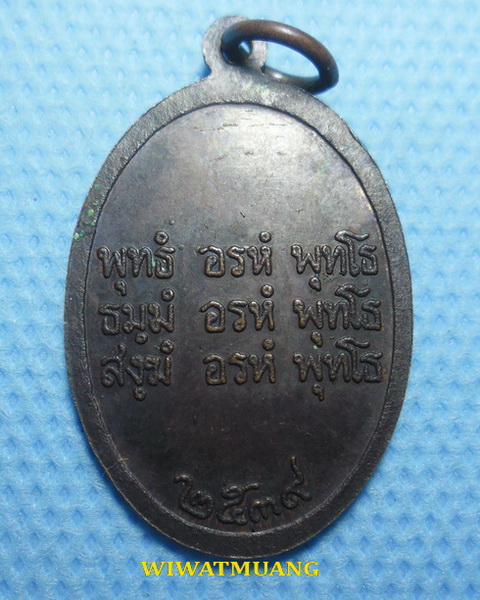 พุทธํ อรหํ พุทโธ
ธมฺมํ อรหํ พุทโธ
สงฺฆํ อรหํ พุทโธ
๒๕๓๙
WIWATMUANG